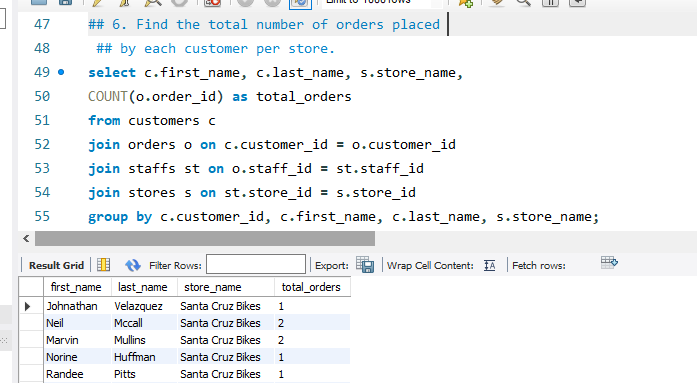 47 ## 6. Find the total number of orders placed
48 ## by each customer per store.
49 select c.first_name, c.last_name, s.store_name,
50 COUNT(o.order_id) as total_orders
51 from customers c
52 join orders o on c.customer_id = o.customer_id
53 join staffs st on o.staff_id = st.staff_id
54 join stores s on st.store_id = s.store_id
55 group by c.customer_id, c.first_name, c.last_name, s.store_name;
Result Grid Filter Rows: Export: Wrap Cell Content: Fetch rows:
first_name last_name store_name total_orders
Johnathan Velazquez Santa Cruz Bikes 1
Neil Mccall Santa Cruz Bikes 2
Marvin Mullins Santa Cruz Bikes 2
Norine Huffman Santa Cruz Bikes 1
Randee Pitts Santa Cruz Bikes 1